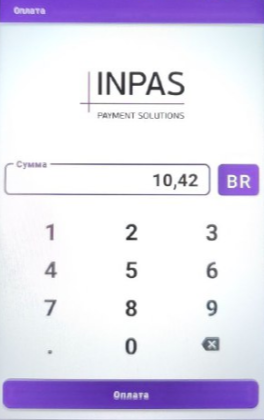 Оплата
INPAS
PAYMENT SOLUTIONS
Сумма
10,42
BR
1 2 3
4 5 6
7 8 9
. 0
Оплата